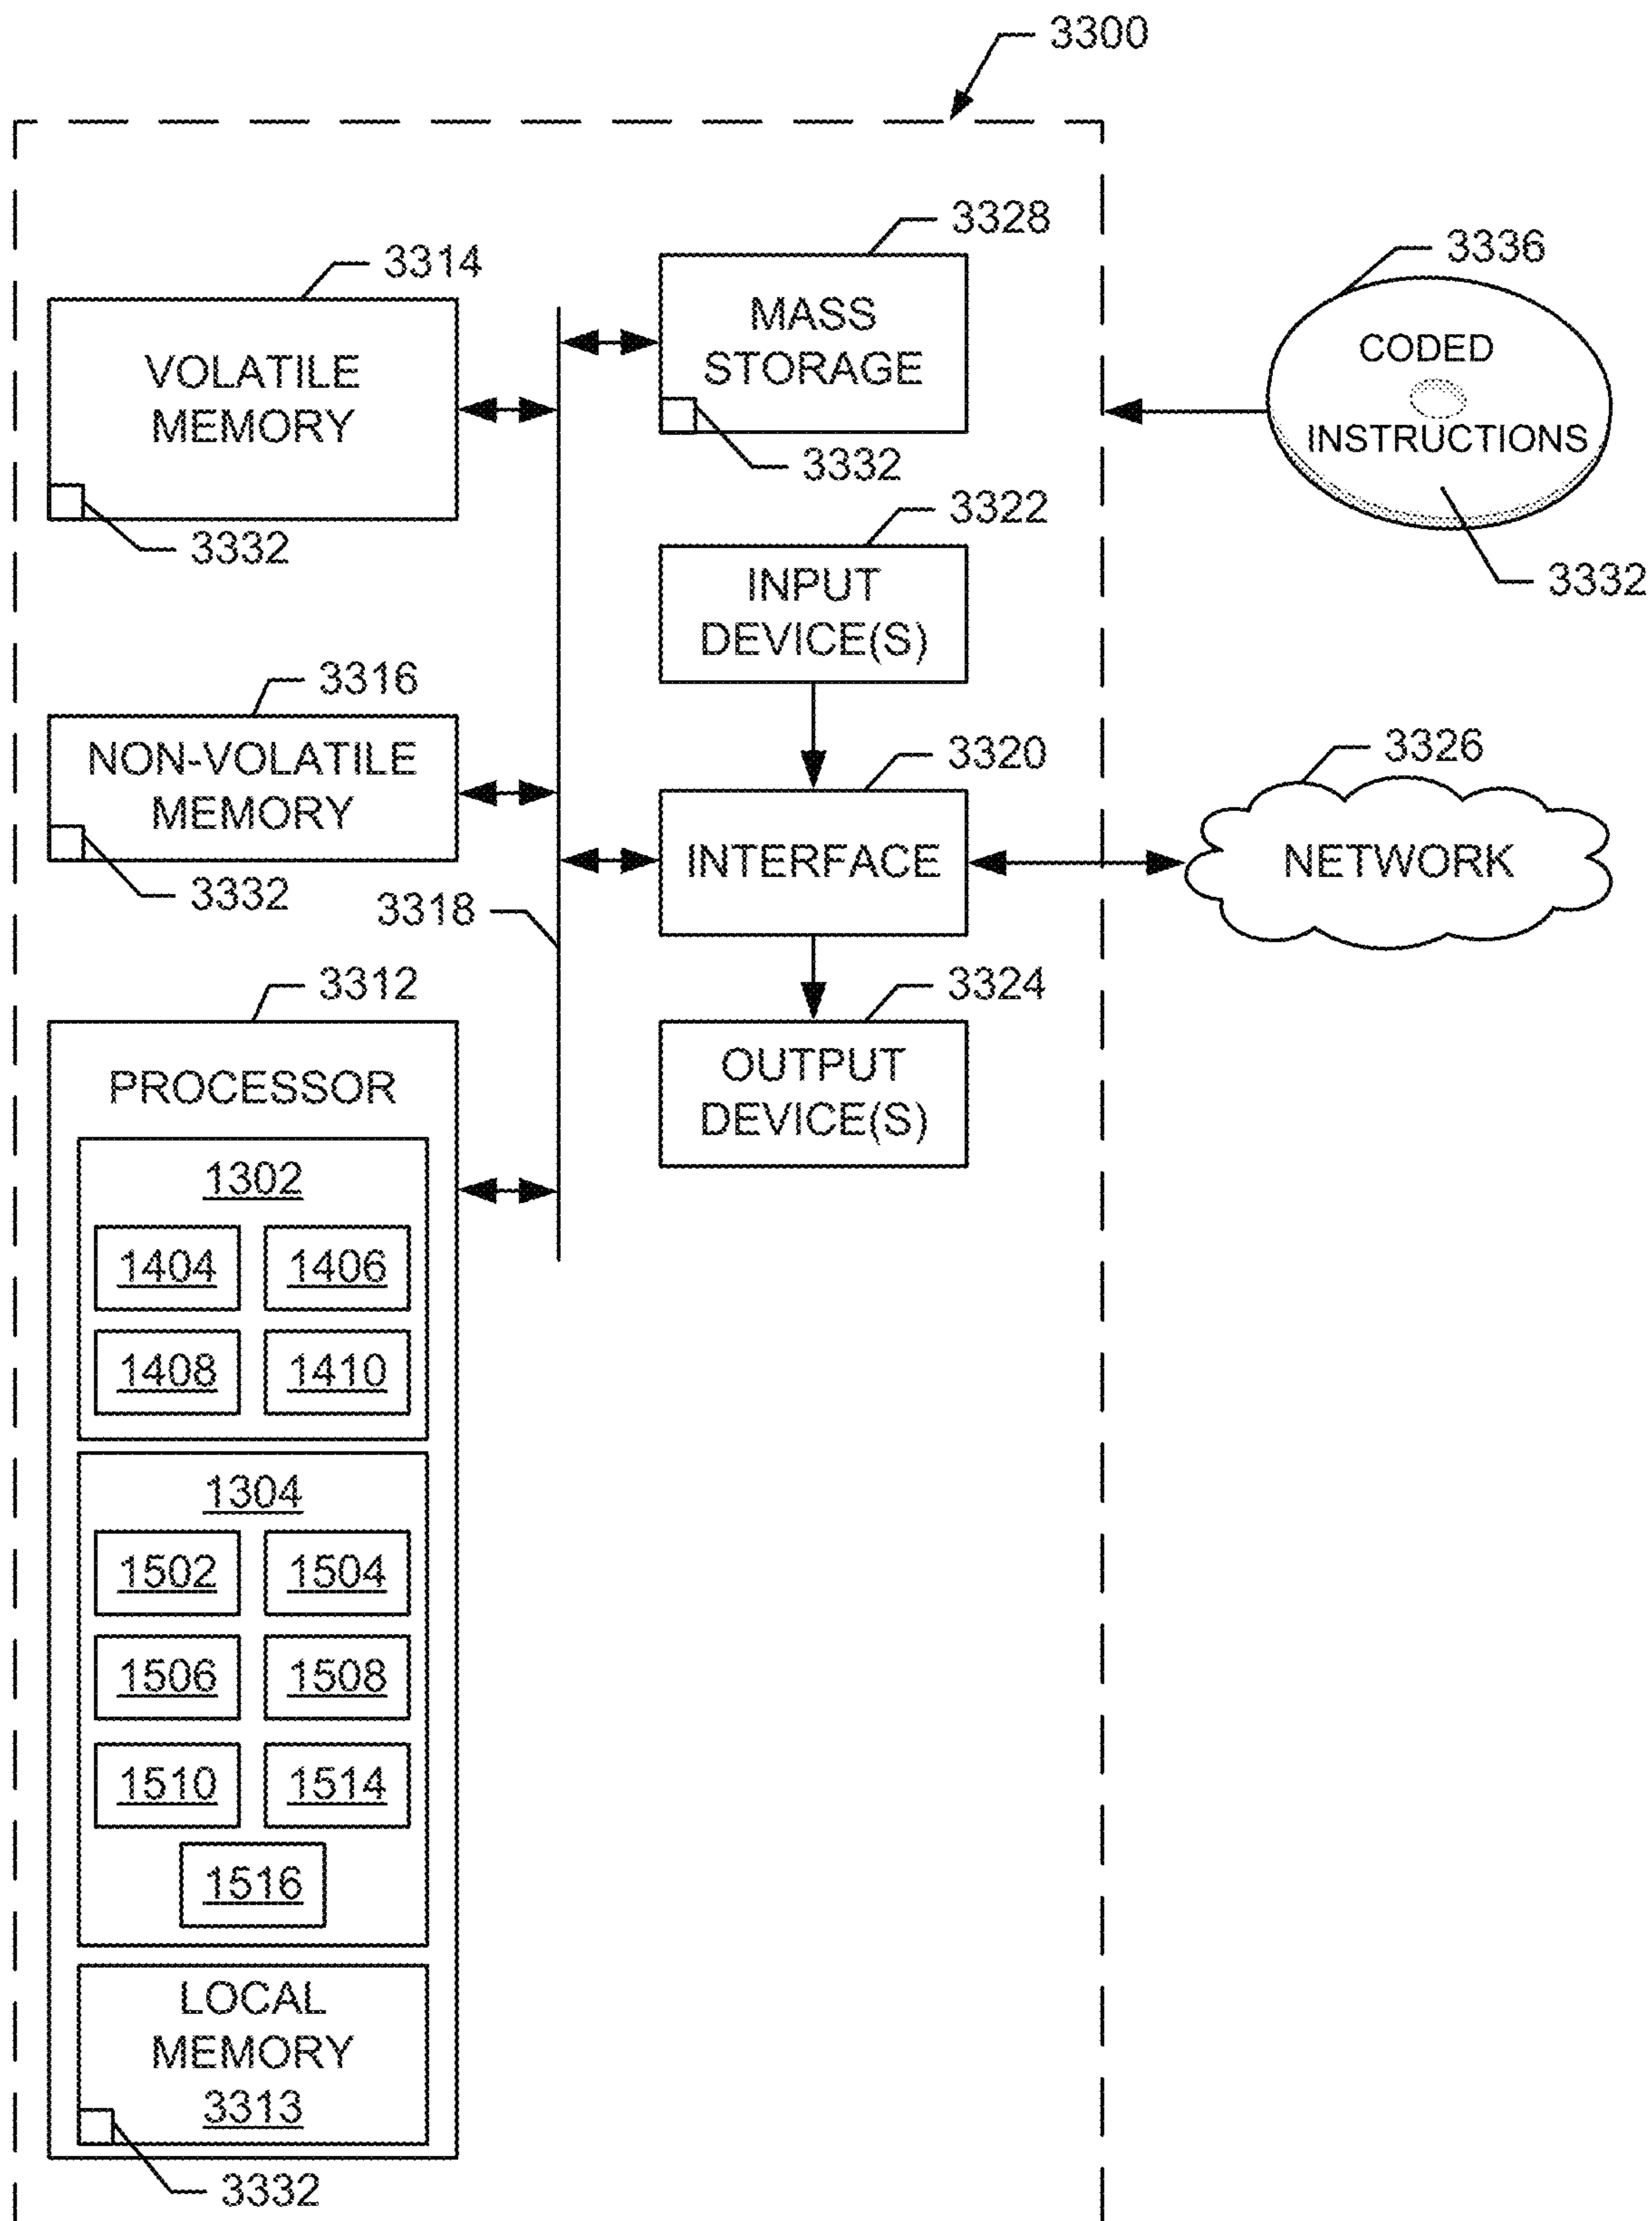 3300
3314
VOLATILE
MEMORY
3332
3328
MASS
STORAGE
3332
3336
CODED
INSTRUCTIONS
3332
3322
INPUT
DEVICE(S)
3316
NON-VOLATILE
MEMORY
3332
3318
3320
INTERFACE
3326
NETWORK
3324
OUTPUT
DEVICE(S)
3312
PROCESSOR
1302
1404 1406
1408 1410
1304
1502 1504
1506 1508
1510 1514
1516
LOCAL
MEMORY
3313
3332